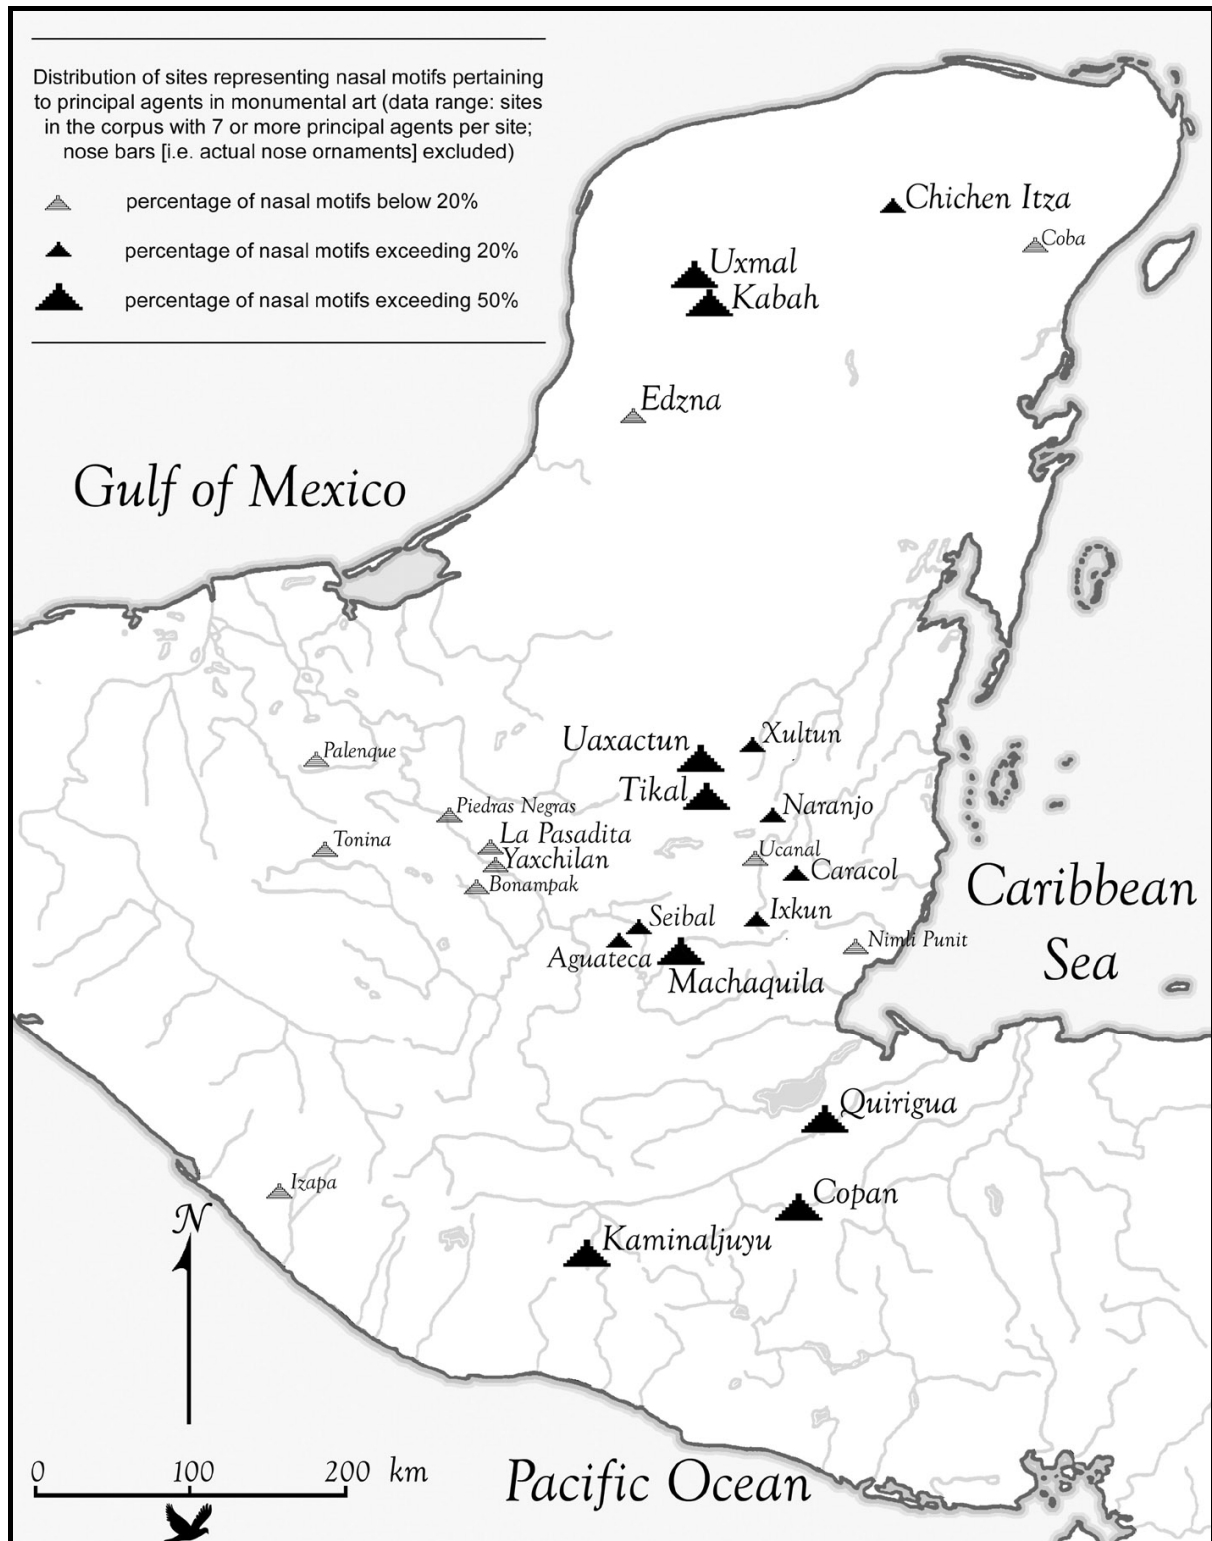 Distribution of sites representing nasal motifs pertaining
to principal agents in monumental art (data range: sites
in the corpus with 7 or more principal agents per site;
nose bars [i.e. actual nose ornaments] excluded)
percentage of nasal motifs below 20%
percentage of nasal motifs exceeding 20%
percentage of nasal motifs exceeding 50%
Chichen Itza
Coba
Uxmal
Kabah
Edzna
Gulf of Mexico
Uaxactun
Xultun
Palenque
Tikal
Piedras Negras
Naranjo
La Pasadita
Tonina
Ucanal
Yaxchilan
Caracol
Bonampak
Caribbean
Sea
Seibal
Ixkun
Nimli Punit
Aguateca
Machaquila
Quirigua
Izapa
Copan
N
Kaminaljuyu
0 100 200 km
Pacific Ocean